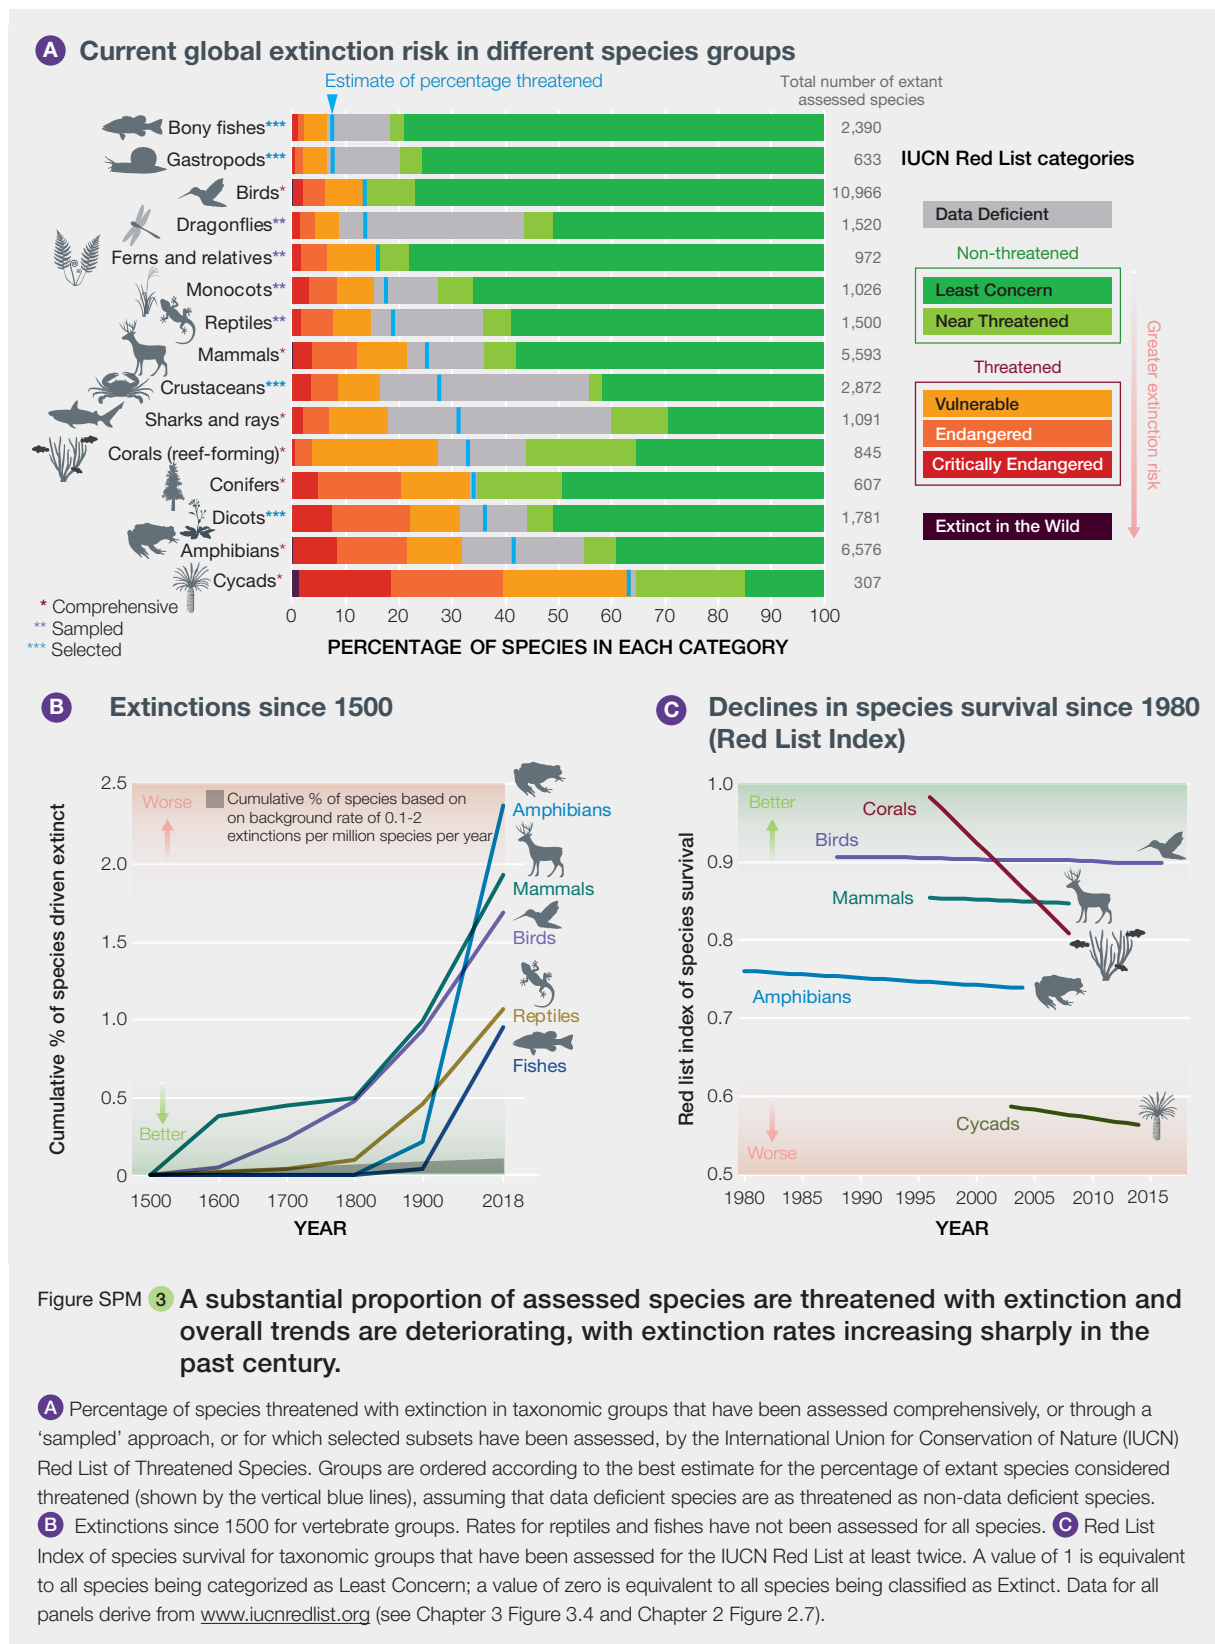 A Current global extinction risk in different species groups
Estimate of percentage threatened
Total number of extant
assessed species
Bony fishes*** 2,390
Gastropods*** 633
IUCN Red List categories
Birds* 10,966
Data Deficient
Dragonflies** 1,520
Non-threatened
Ferns and relatives** 972
Least Concern
Monocots** 1,026
Near Threatened
Reptiles** 1,500
Mammals* 5,593
Threatened
Crustaceans*** 2,872
Vulnerable
Sharks and rays* 1,091
Endangered
Corals (reef-forming)* 845
Critically Endangered
Conifers* 607
Greater extinction risk
Dicots*** 1,781
Extinct in the Wild
Amphibians* 6,576
Cycads* 307
* Comprehensive
** Sampled
*** Selected
0 10 20 30 40 50 60 70 80 90 100
PERCENTAGE OF SPECIES IN EACH CATEGORY
B Extinctions since 1500
2.5
Worse
Cumulative % of species based on
on background rate of 0.1-2
extinctions per million species per year
Amphibians
2.0
Mammals
Birds
1.5
1.0
Reptiles
Fishes
0.5
Better
0
Cumulative % of species driven extinct
1500 1600 1700 1800 1900 2018
YEAR
C Declines in species survival since 1980
(Red List Index)
1.0
Better
Corals
Birds
0.9
Mammals
0.8
Amphibians
0.7
0.6
Cycads
Worse
0.5
Red list index of species survival
1980 1985 1990 1995 2000 2005 2010 2015
YEAR
Figure SPM 3 A substantial proportion of assessed species are threatened with extinction and
overall trends are deteriorating, with extinction rates increasing sharply in the
past century.
A Percentage of species threatened with extinction in taxonomic groups that have been assessed comprehensively, or through a
‘sampled’ approach, or for which selected subsets have been assessed, by the International Union for Conservation of Nature (IUCN)
Red List of Threatened Species. Groups are ordered according to the best estimate for the percentage of extant species considered
threatened (shown by the vertical blue lines), assuming that data deficient species are as threatened as non-data deficient species.
B Extinctions since 1500 for vertebrate groups. Rates for reptiles and fishes have not been assessed for all species. C Red List
Index of species survival for taxonomic groups that have been assessed for the IUCN Red List at least twice. A value of 1 is equivalent
to all species being categorized as Least Concern; a value of zero is equivalent to all species being classified as Extinct. Data for all
panels derive from www.iucnredlist.org (see Chapter 3 Figure 3.4 and Chapter 2 Figure 2.7).